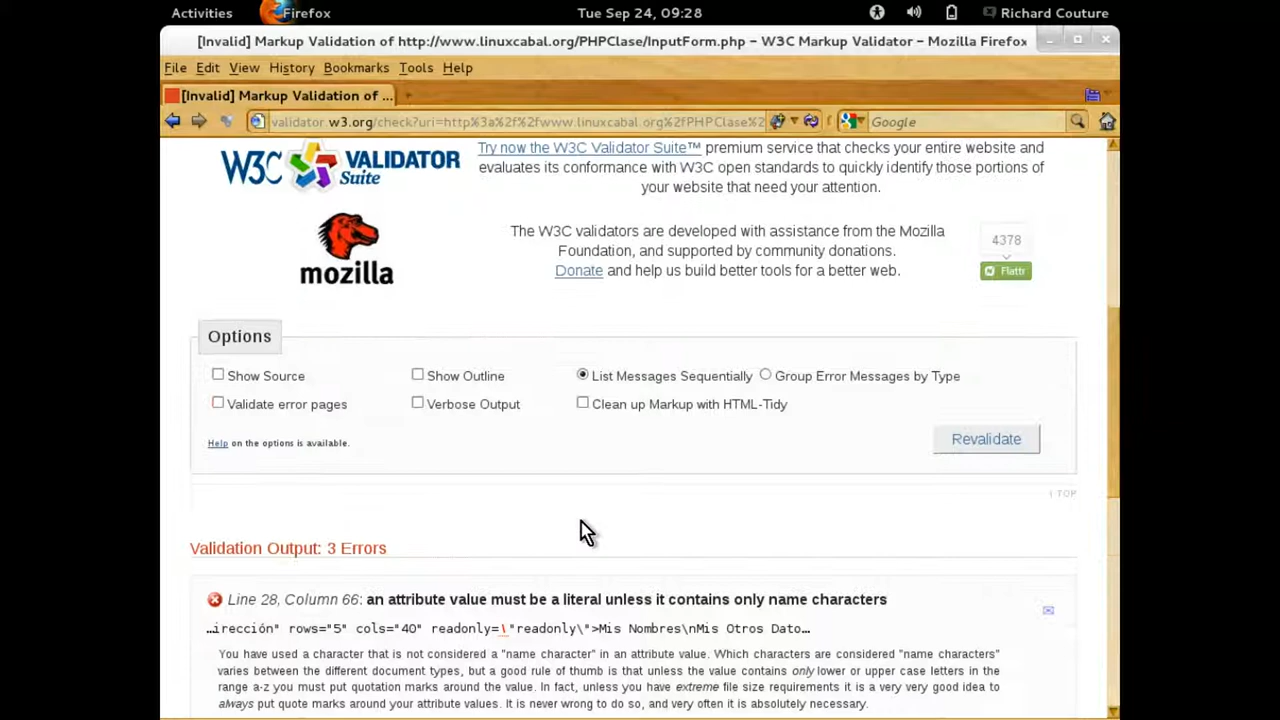 Activities Firefox Tue Sep 24, 09:28 Richard Couture
[Invalid] Markup Validation of http://www.linuxcabal.org/PHPClase/InputForm.php – W3C Markup Validator – Mozilla Firefox
File Edit View History Bookmarks Tools Help
[Invalid] Markup Validation of ...
validator.w3.org/check?uri=http%3a%2f%2fwww.linuxcabal.org%2fPHPClase%2 Google
W3C VALIDATOR Suite
Try now the W3C Validator Suite™ premium service that checks your entire website and
evaluates its conformance with W3C open standards to quickly identify those portions of
your website that need your attention.
mozilla
The W3C validators are developed with assistance from the Mozilla
Foundation, and supported by community donations.
Donate and help us build better tools for a better web.
4378
Flattr
Options
Show Source Show Outline List Messages Sequentially Group Error Messages by Type
Validate error pages Verbose Output Clean up Markup with HTML-Tidy
Help on the options is available.
Revalidate
↑ TOP
Validation Output: 3 Errors
Line 28, Column 66: an attribute value must be a literal unless it contains only name characters
…irección" rows="5" cols="40" readonly=\"readonly\">Mis Nombres\nMis Otros Dato…
You have used a character that is not considered a "name character" in an attribute value. Which characters are considered "name characters"
varies between the different document types, but a good rule of thumb is that unless the value contains only lower or upper case letters in the
range a-z you must put quotation marks around the value. In fact, unless you have extreme file size requirements it is a very very good idea to
always put quote marks around your attribute values. It is never wrong to do so, and very often it is absolutely necessary.